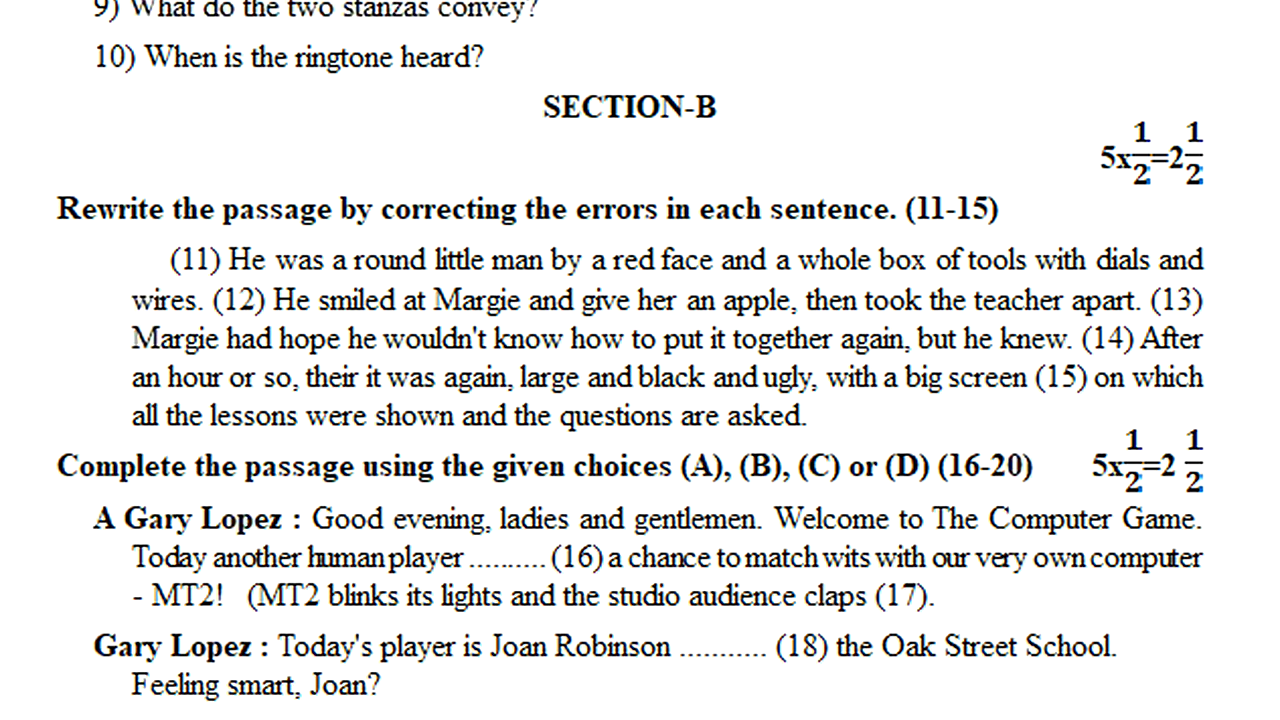 9) What do the two stanzas convey?
10) When is the ringtone heard?
SECTION-B
5x1/2=2 1/2
Rewrite the passage by correcting the errors in each sentence. (11-15)
(11) He was a round little man by a red face and a whole box of tools with dials and
wires. (12) He smiled at Margie and give her an apple, then took the teacher apart. (13)
Margie had hope he wouldn't know how to put it together again, but he knew. (14) After
an hour or so, their it was again, large and black and ugly, with a big screen (15) on which
all the lessons were shown and the questions are asked.
Complete the passage using the given choices (A), (B), (C) or (D) (16-20) 5x1/2=2 1/2
A Gary Lopez : Good evening, ladies and gentlemen. Welcome to The Computer Game.
Today another human player .......... (16) a chance to match wits with our very own computer
- MT2! (MT2 blinks its lights and the studio audience claps (17).
Gary Lopez : Today's player is Joan Robinson ........... (18) the Oak Street School.
Feeling smart, Joan?